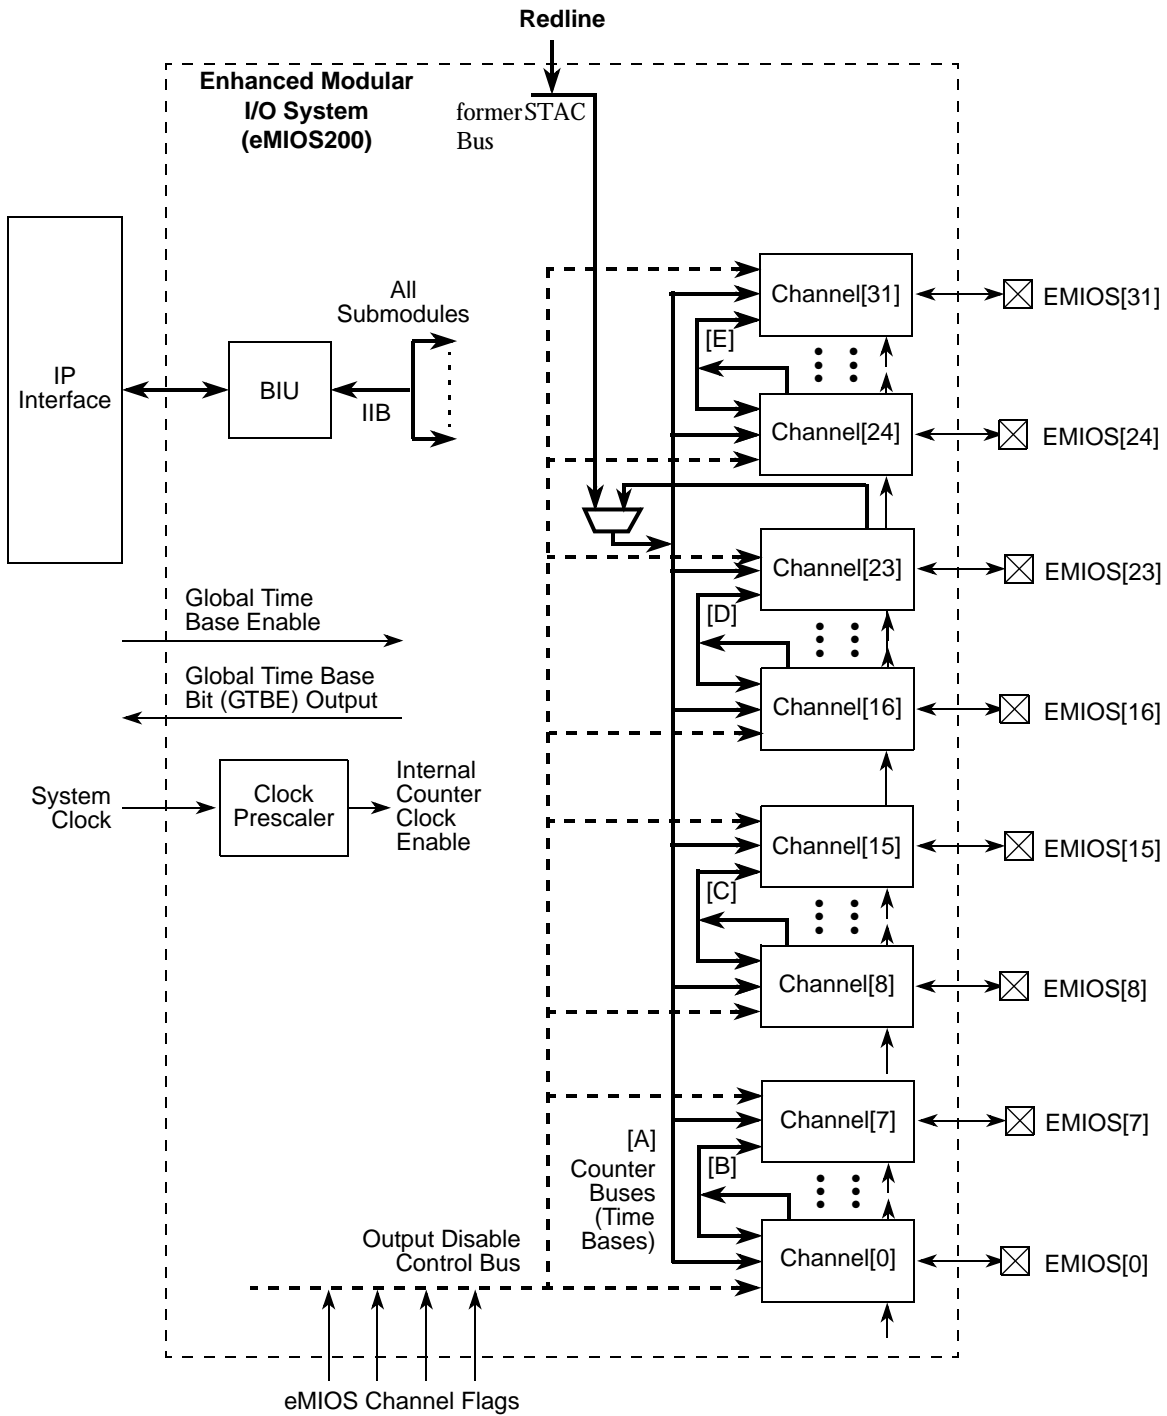 Redline
Enhanced Modular
I/O System
(eMIOS200)
former STAC
Bus
IP
Interface
BIU
IIB
All
Submodules
Channel[31]
EMIOS[31]
[E]
Channel[24]
EMIOS[24]
Channel[23]
EMIOS[23]
[D]
Channel[16]
EMIOS[16]
Global Time
Base Enable
Global Time Base
Bit (GTBE) Output
System
Clock
Clock
Prescaler
Internal
Counter
Clock
Enable
Channel[15]
EMIOS[15]
[C]
Channel[8]
EMIOS[8]
Channel[7]
EMIOS[7]
[A]
Counter
Buses
(Time
Bases)
[B]
Channel[0]
EMIOS[0]
Output Disable
Control Bus
eMIOS Channel Flags